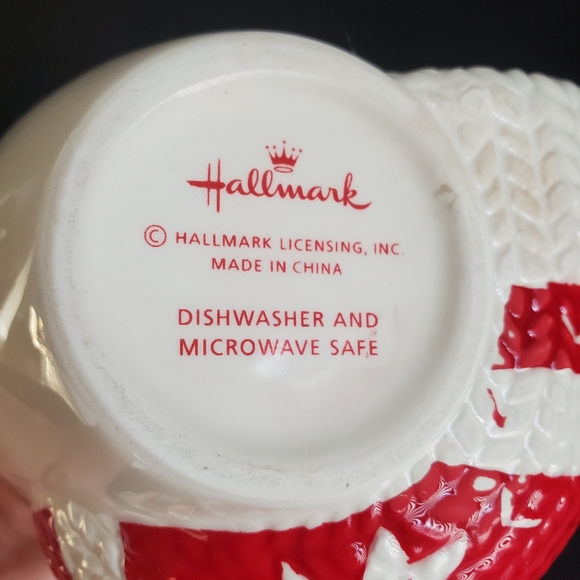 Hallmark
© HALLMARK LICENSING, INC.
MADE IN CHINA
DISHWASHER AND
MICROWAVE SAFE